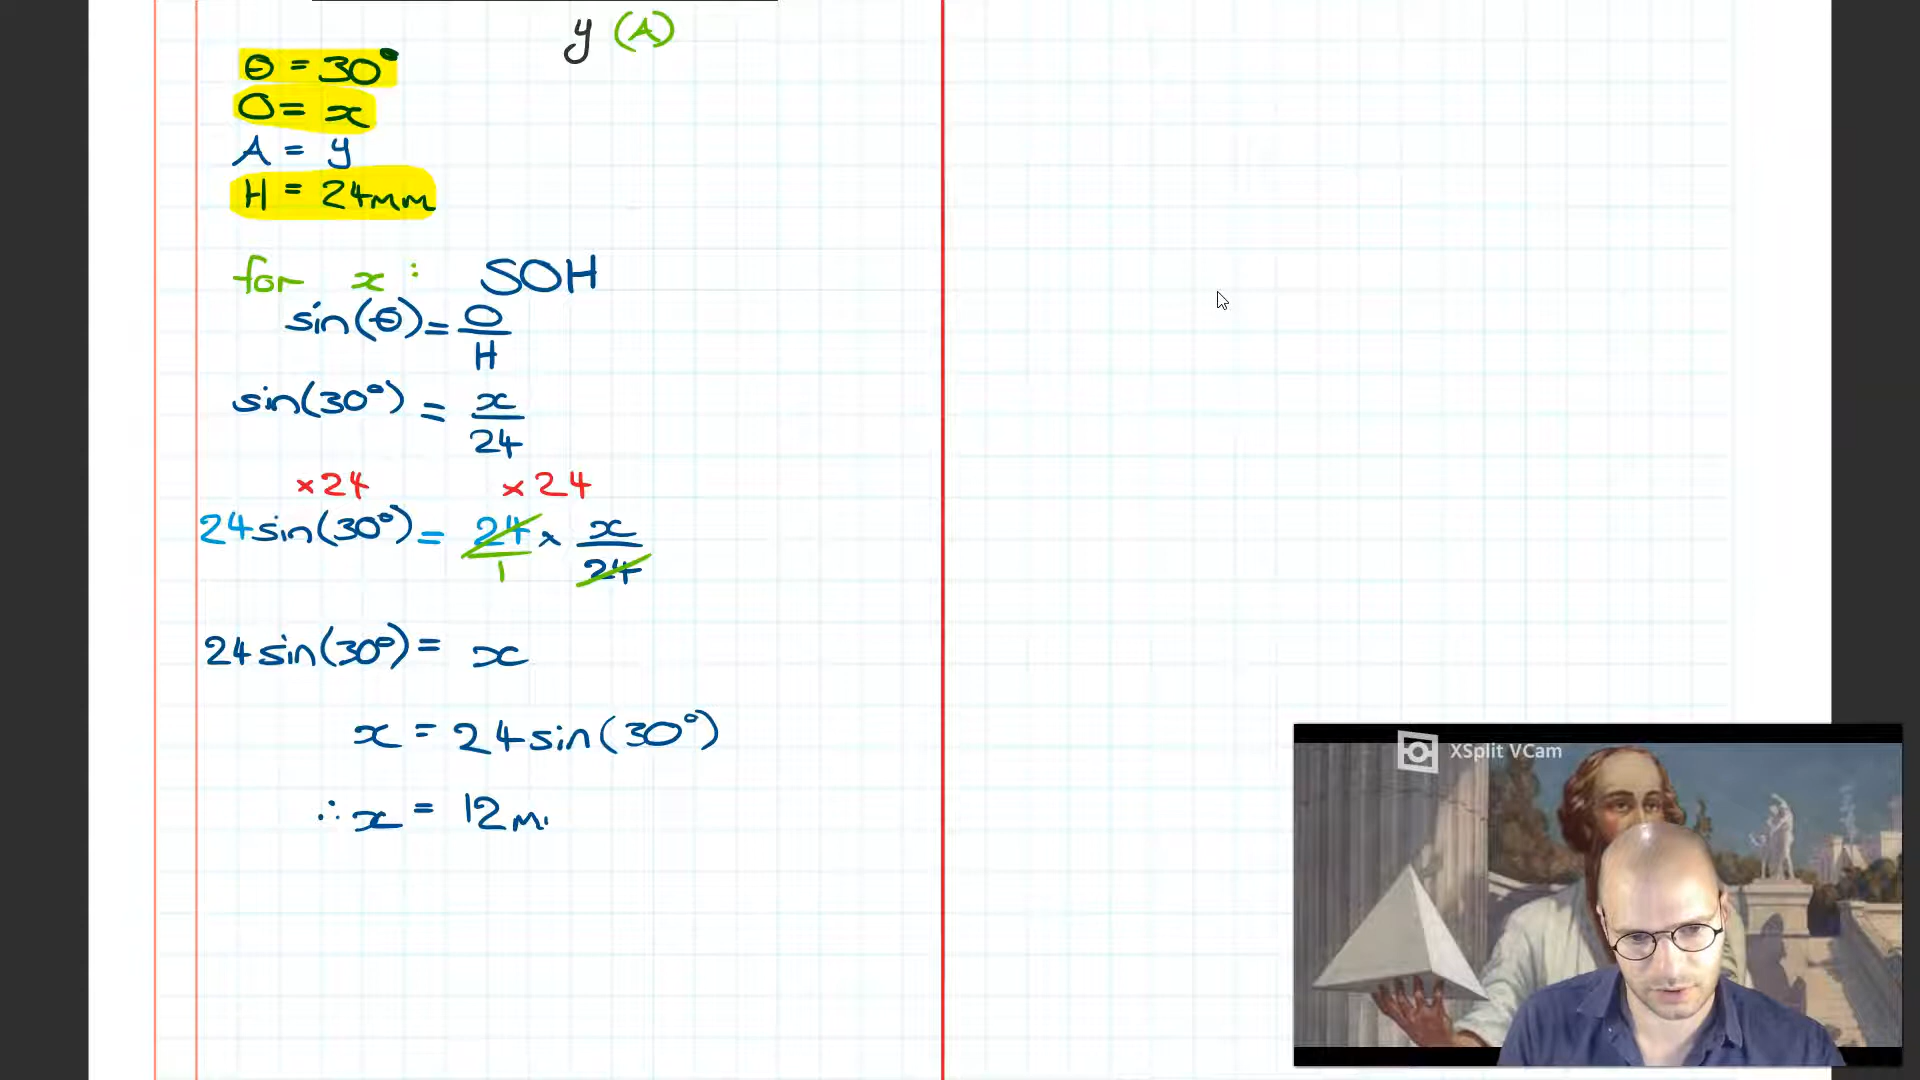 y (A)
θ = 30°
O = x
A = y
H = 24mm
for x : SOH
sin(θ) = O/H
sin(30°) = x/24
×24 ×24
24sin(30°) = 24/1 × x/24
24sin(30°) = x
x = 24sin(30°)
∴ x = 12m
XSplit VCam